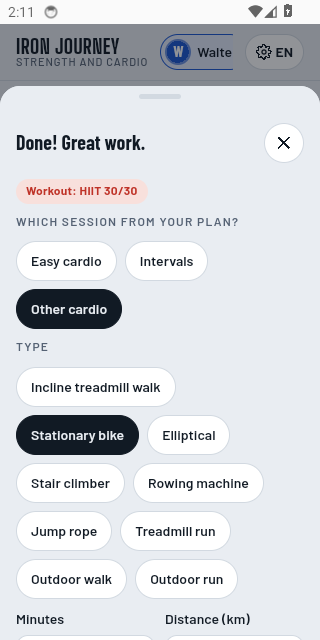 2:11
IRON JOURNEY
STRENGTH AND CARDIO
W Walte
EN
Done! Great work.
Workout: HIIT 30/30
WHICH SESSION FROM YOUR PLAN?
Easy cardio
Intervals
Other cardio
TYPE
Incline treadmill walk
Stationary bike
Elliptical
Stair climber
Rowing machine
Jump rope
Treadmill run
Outdoor walk
Outdoor run
Minutes
Distance (km)